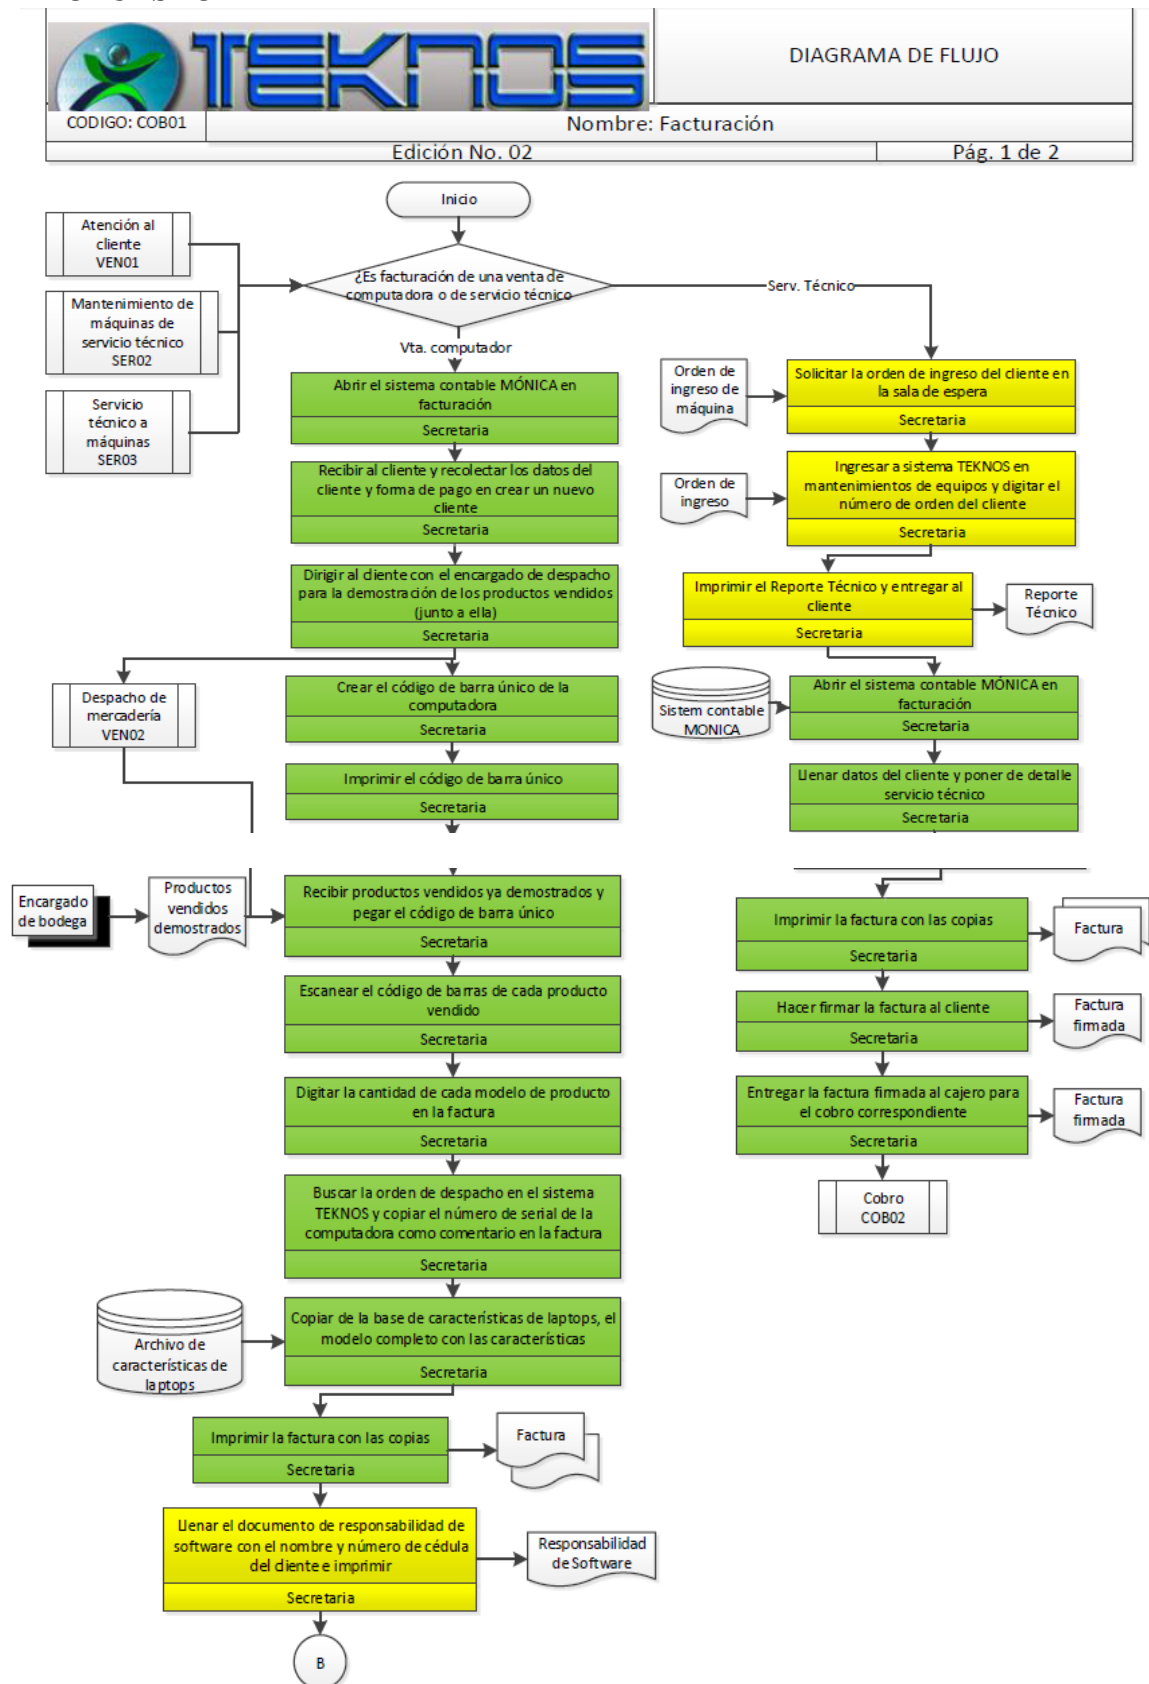 TEKNOS
DIAGRAMA DE FLUJO
CODIGO: COB01
Nombre: Facturación
Edición No. 02
Pág. 1 de 2
Inicio
Atención al
cliente
VEN01
Mantenimiento de
máquinas de
servicio técnico
SER02
Servicio
técnico a
máquinas
SER03
¿Es facturación de una venta de
computadora o de servicio técnico
Serv. Técnico
Vta. computador
Abrir el sistema contable MÓNICA en
facturación
Secretaria
Recibir al cliente y recolectar los datos del
cliente y forma de pago en crear un nuevo
cliente
Secretaria
Dirigir al cliente con el encargado de despacho
para la demostración de los productos vendidos
(junto a ella)
Secretaria
Despacho de
mercadería
VEN02
Crear el código de barra único de la
computadora
Secretaria
Imprimir el código de barra único
Secretaria
Orden de
ingreso de
máquina
Solicitar la orden de ingreso del cliente en
la sala de espera
Secretaria
Orden de
ingreso
Ingresar a sistema TEKNOS en
mantenimientos de equipos y digitar el
número de orden del cliente
Secretaria
Imprimir el Reporte Técnico y entregar al
cliente
Secretaria
Reporte
Técnico
Sistem contable
MONICA
Abrir el sistema contable MÓNICA en
facturación
Secretaria
Llenar datos del cliente y poner de detalle
servicio técnico
Secretaria
Encargado
de bodega
Productos
vendidos
demostrados
Recibir productos vendidos ya demostrados y
pegar el código de barra único
Secretaria
Escanear el código de barras de cada producto
vendido
Secretaria
Digitar la cantidad de cada modelo de producto
en la factura
Secretaria
Buscar la orden de despacho en el sistema
TEKNOS y copiar el número de serial de la
computadora como comentario en la factura
Secretaria
Archivo de
características de
laptops
Copiar de la base de características de laptops, el
modelo completo con las características
Secretaria
Imprimir la factura con las copias
Secretaria
Factura
Llenar el documento de responsabilidad de
software con el nombre y número de cédula
del cliente e imprimir
Secretaria
Responsabilidad
de Software
B
Imprimir la factura con las copias
Secretaria
Factura
Hacer firmar la factura al cliente
Secretaria
Factura
firmada
Entregar la factura firmada al cajero para
el cobro correspondiente
Secretaria
Factura
firmada
Cobro
COB02